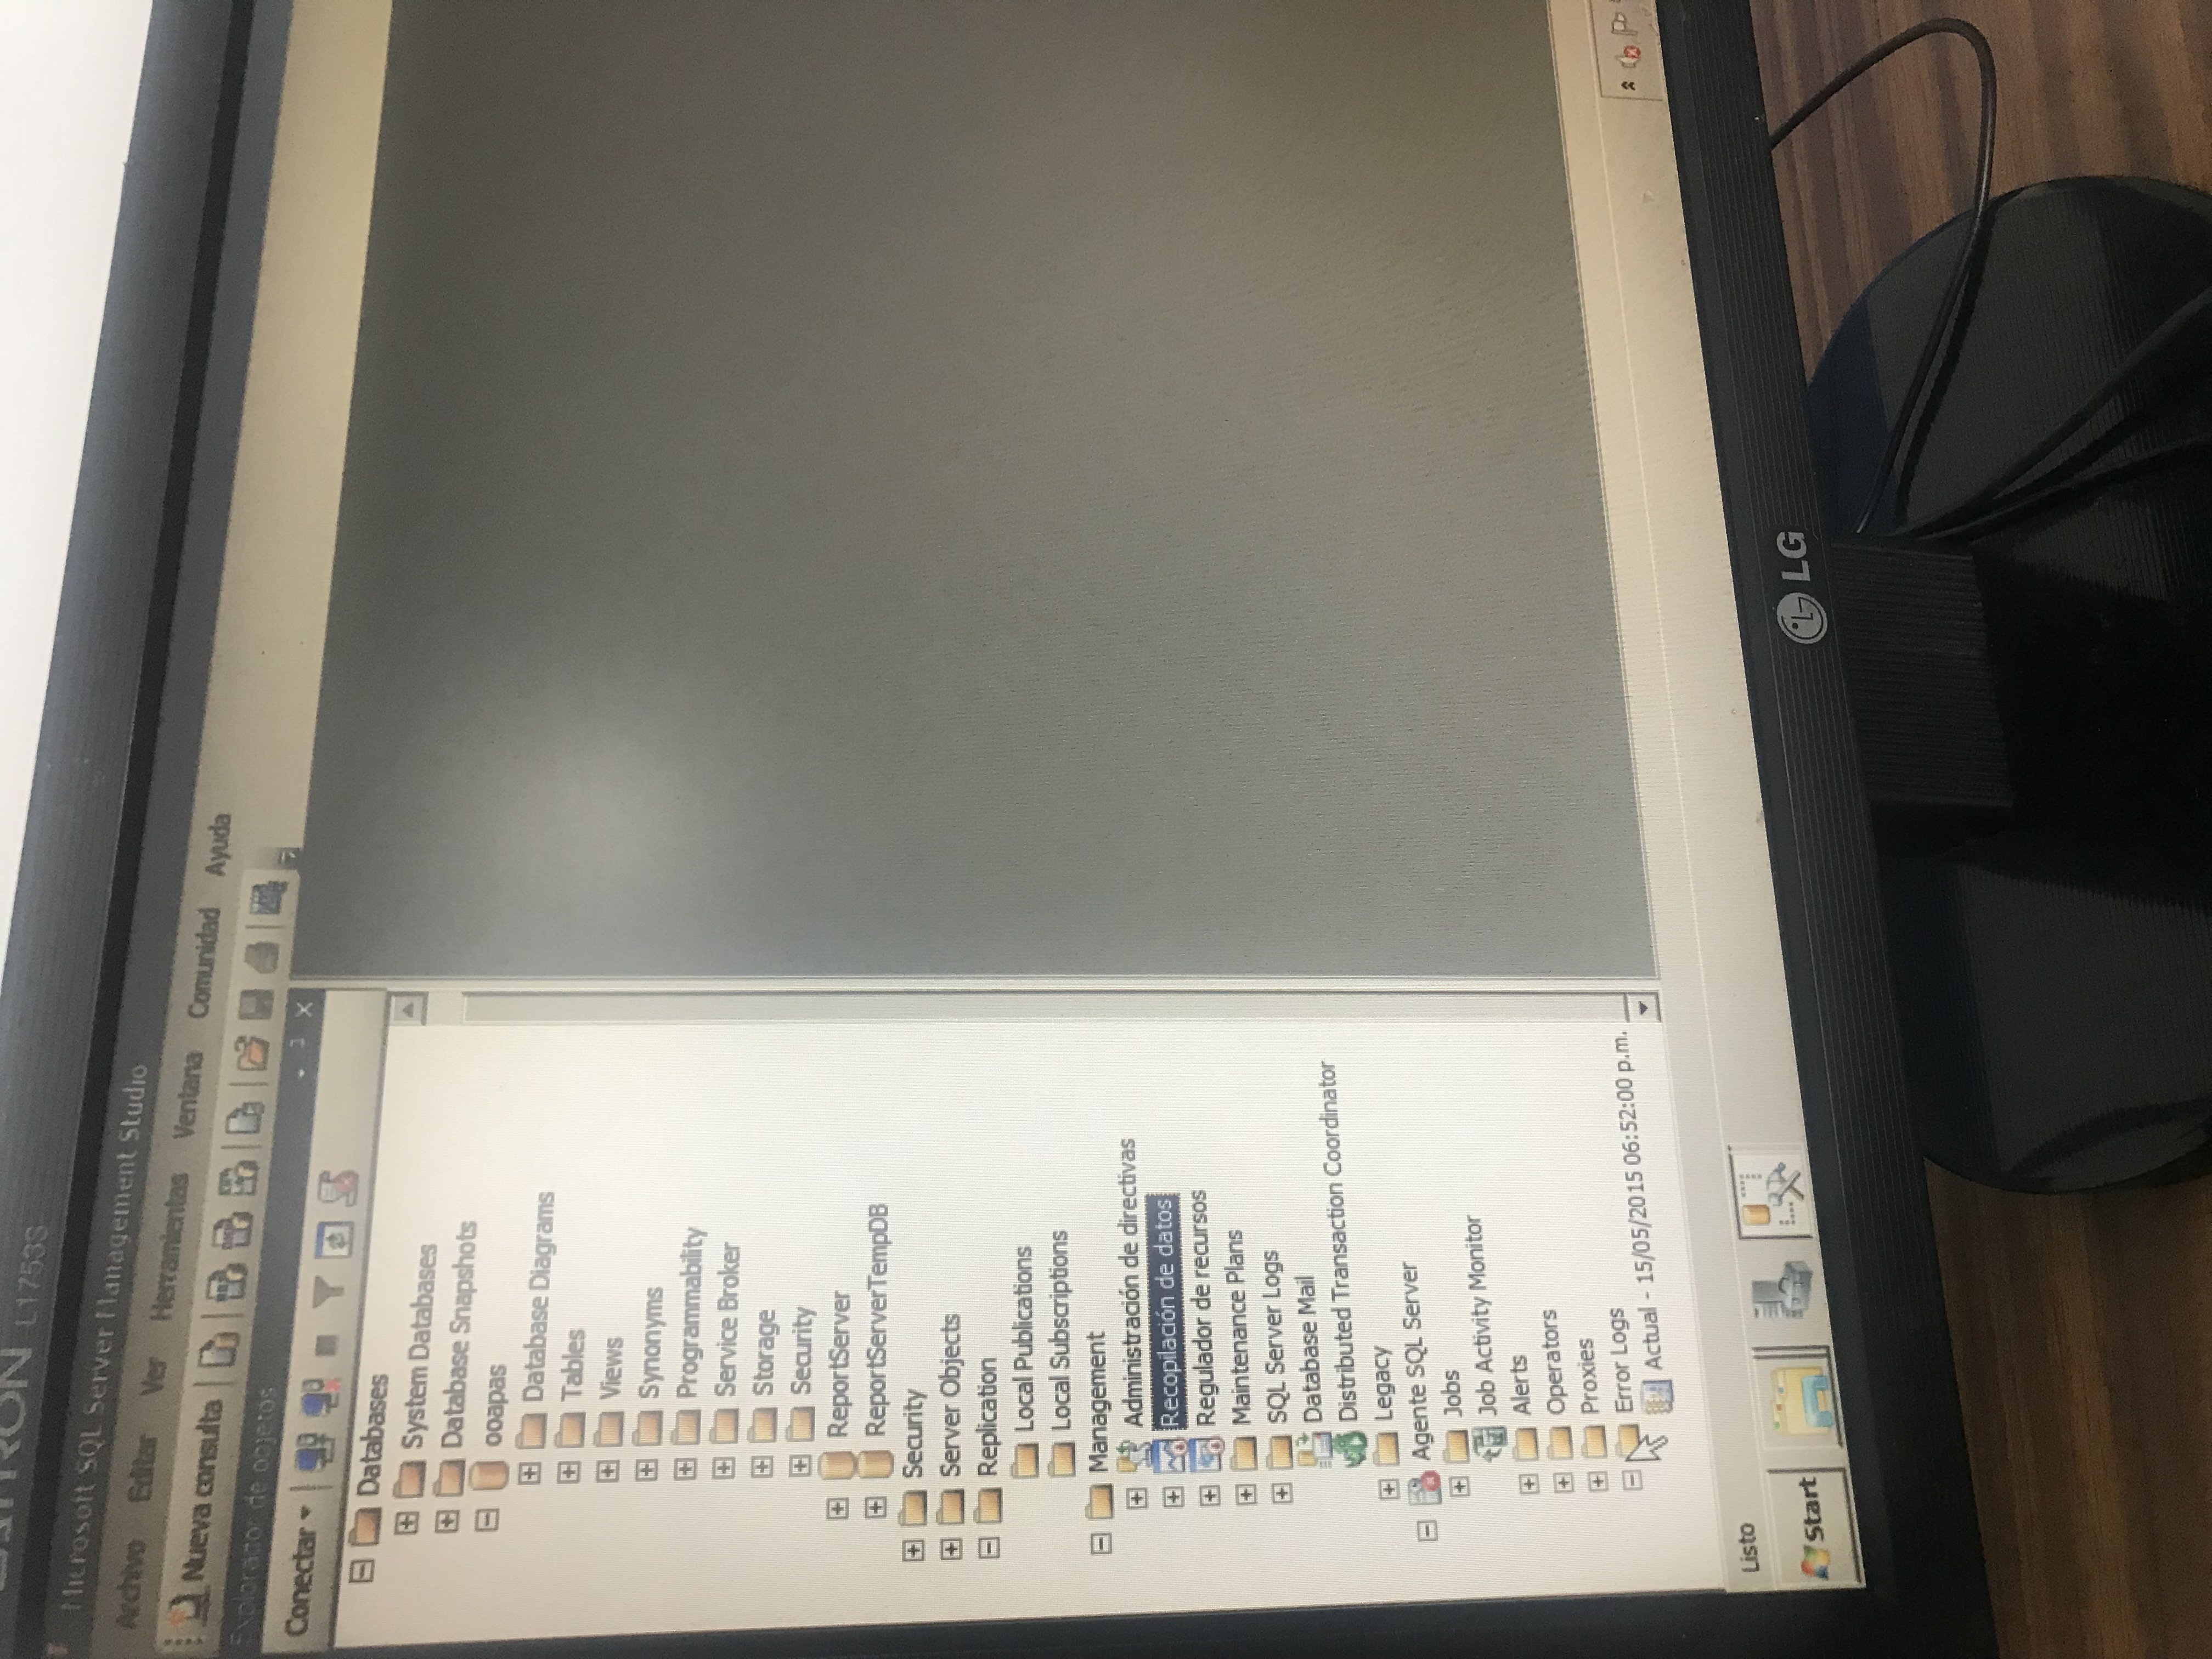 L1753S
Microsoft SQL Server Management Studio
Archivo Editar Ver Herramientas Ventana Comunidad Ayuda
Nueva consulta
Explorador de objetos
Conectar
Databases
System Databases
Database Snapshots
ooapas
Database Diagrams
Tables
Views
Synonyms
Programmability
Service Broker
Storage
Security
ReportServer
ReportServerTempDB
Security
Server Objects
Replication
Local Publications
Local Subscriptions
Management
Administración de directivas
Recopilación de datos
Regulador de recursos
Maintenance Plans
SQL Server Logs
Database Mail
Distributed Transaction Coordinator
Legacy
Agente SQL Server
Jobs
Job Activity Monitor
Alerts
Operators
Proxies
Error Logs
Actual - 15/05/2015 06:52:00 p.m.
Listo
Start
LG